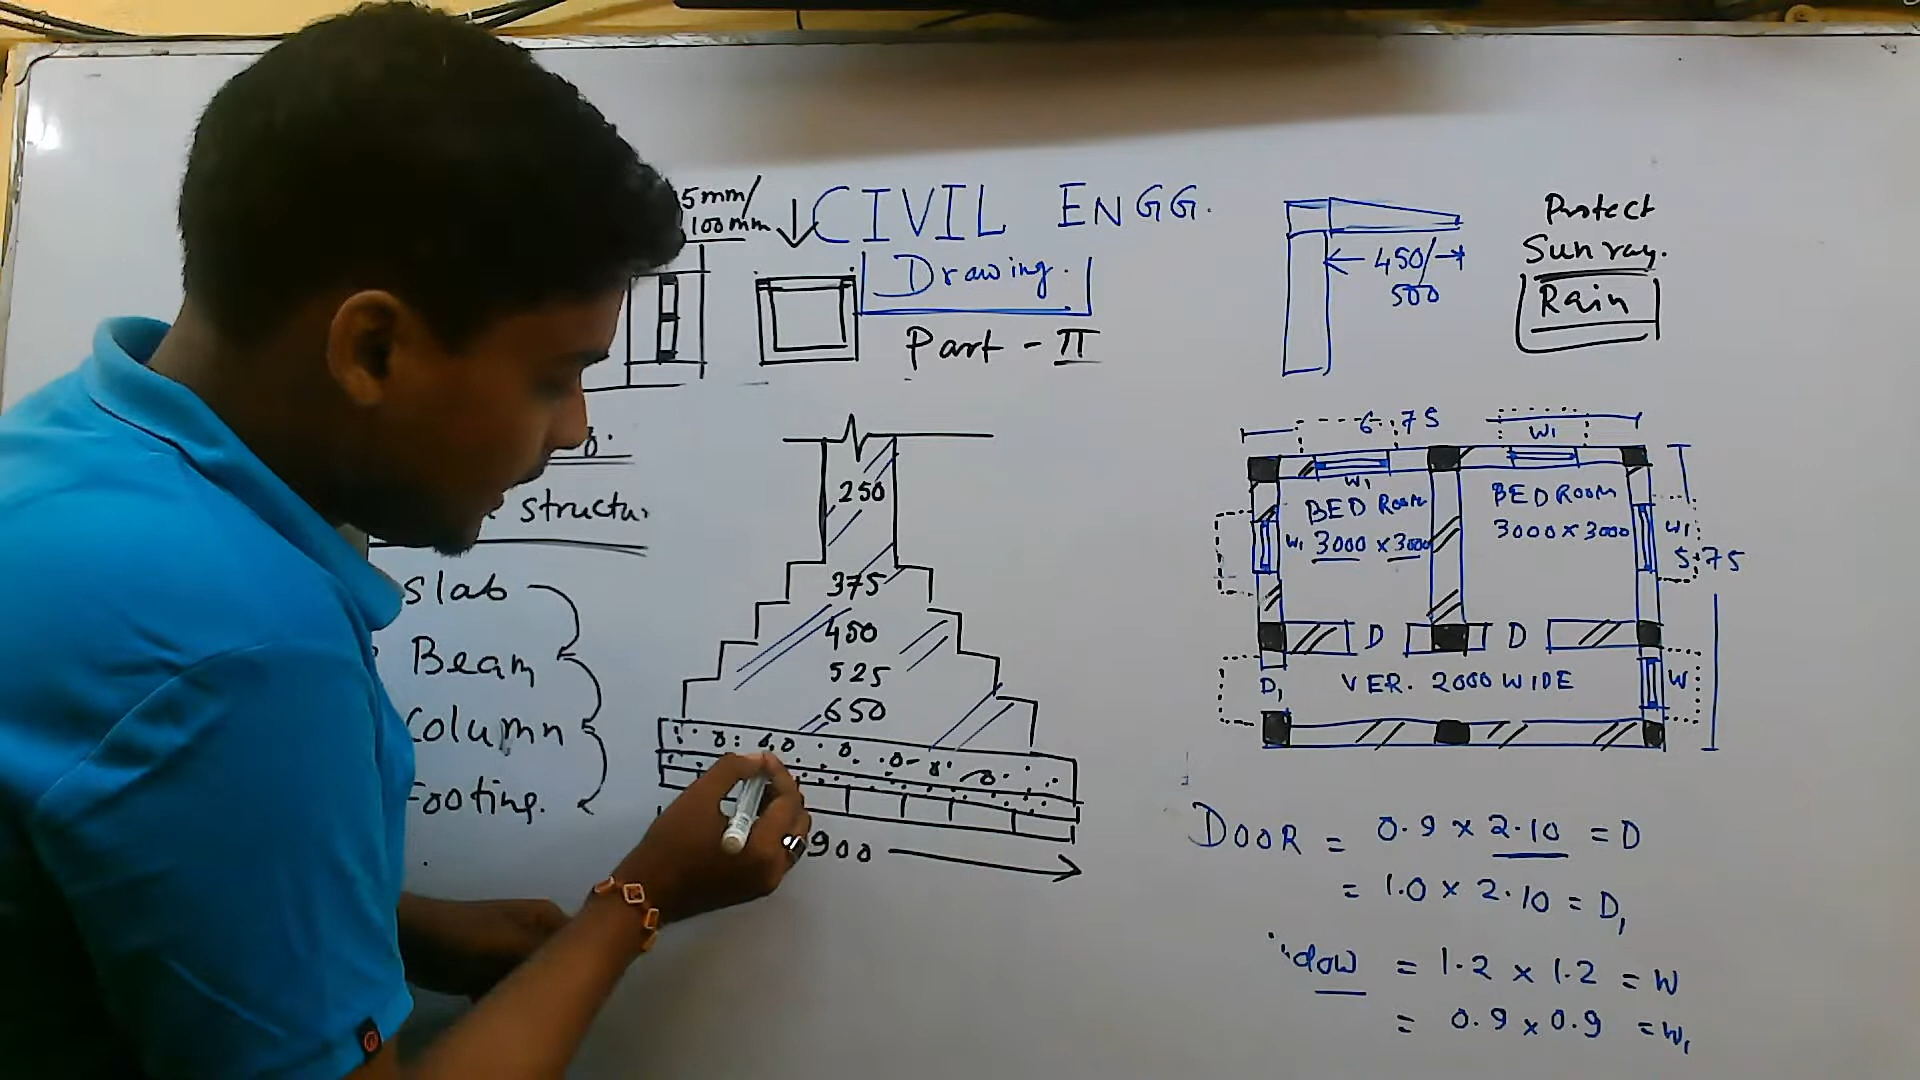 5mm/
100mm
CIVIL ENGG.
Drawing.
Part - II
450/
500
Protect
Sun ray.
Rain
structur
slab
Beam
Column
Footing.
250
375
450
525
650
900
6.75
W1
W1
BED ROOM
3000 x 3000
W1
BED ROOM
3000 x 3000
W1
5.75
D D
D1
VER. 2000 WIDE
W
DOOR = 0.9 x 2.10 = D
= 1.0 x 2.10 = D1
dow = 1.2 x 1.2 = W
= 0.9 x 0.9 = W1